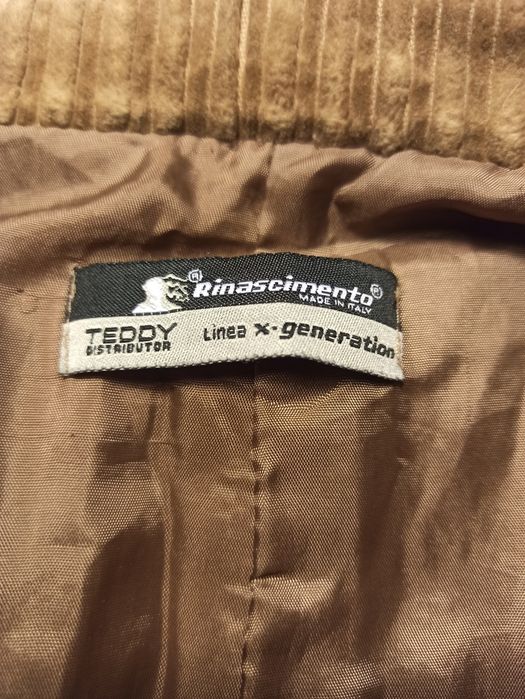 ® Rinascimento ®
MADE IN ITALY
TEDDY Linea x-generation
DISTRIBUTOR